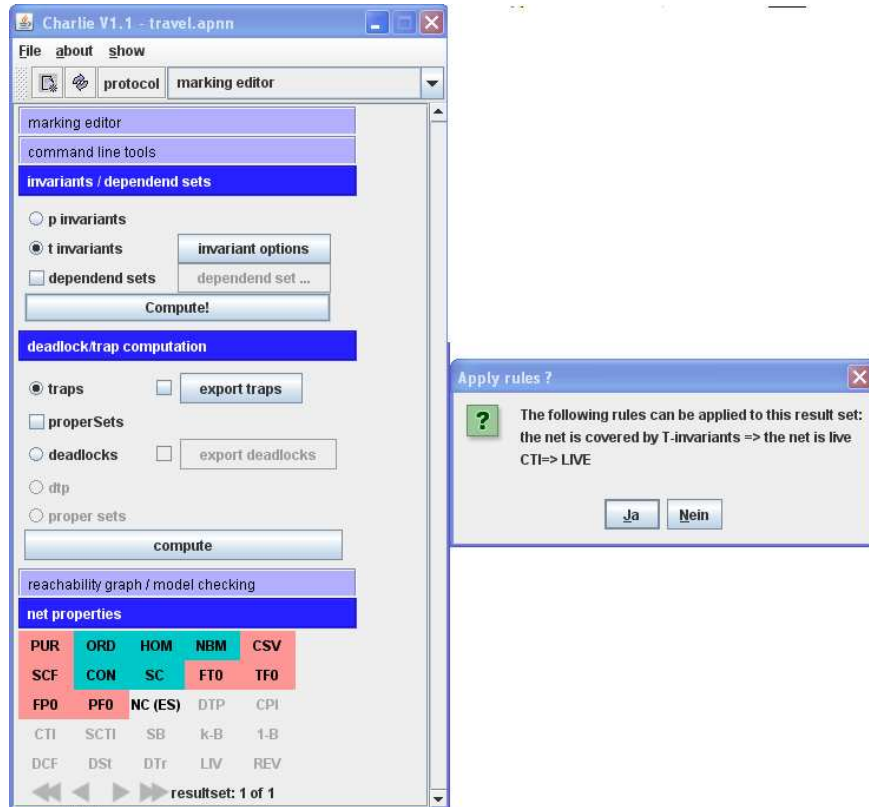 Charlie V1.1 - travel.apnn
File about show
protocol marking editor
marking editor
command line tools
invariants / dependend sets
p invariants
t invariants invariant options
dependend sets dependend set ...
Compute!
deadlock/trap computation
traps export traps
properSets
deadlocks export deadlocks
dtp
proper sets
compute
reachability graph / model checking
net properties
PUR ORD HOM NBM CSV
SCF CON SC FT0 TF0
FP0 PF0 NC (ES) DTP CPI
CTI SCTI SB k-B 1-B
DCF DSt DTr LIV REV
resultset: 1 of 1
Apply rules ?
The following rules can be applied to this result set:
the net is covered by T-invariants => the net is live
CTI=> LIVE
Ja Nein